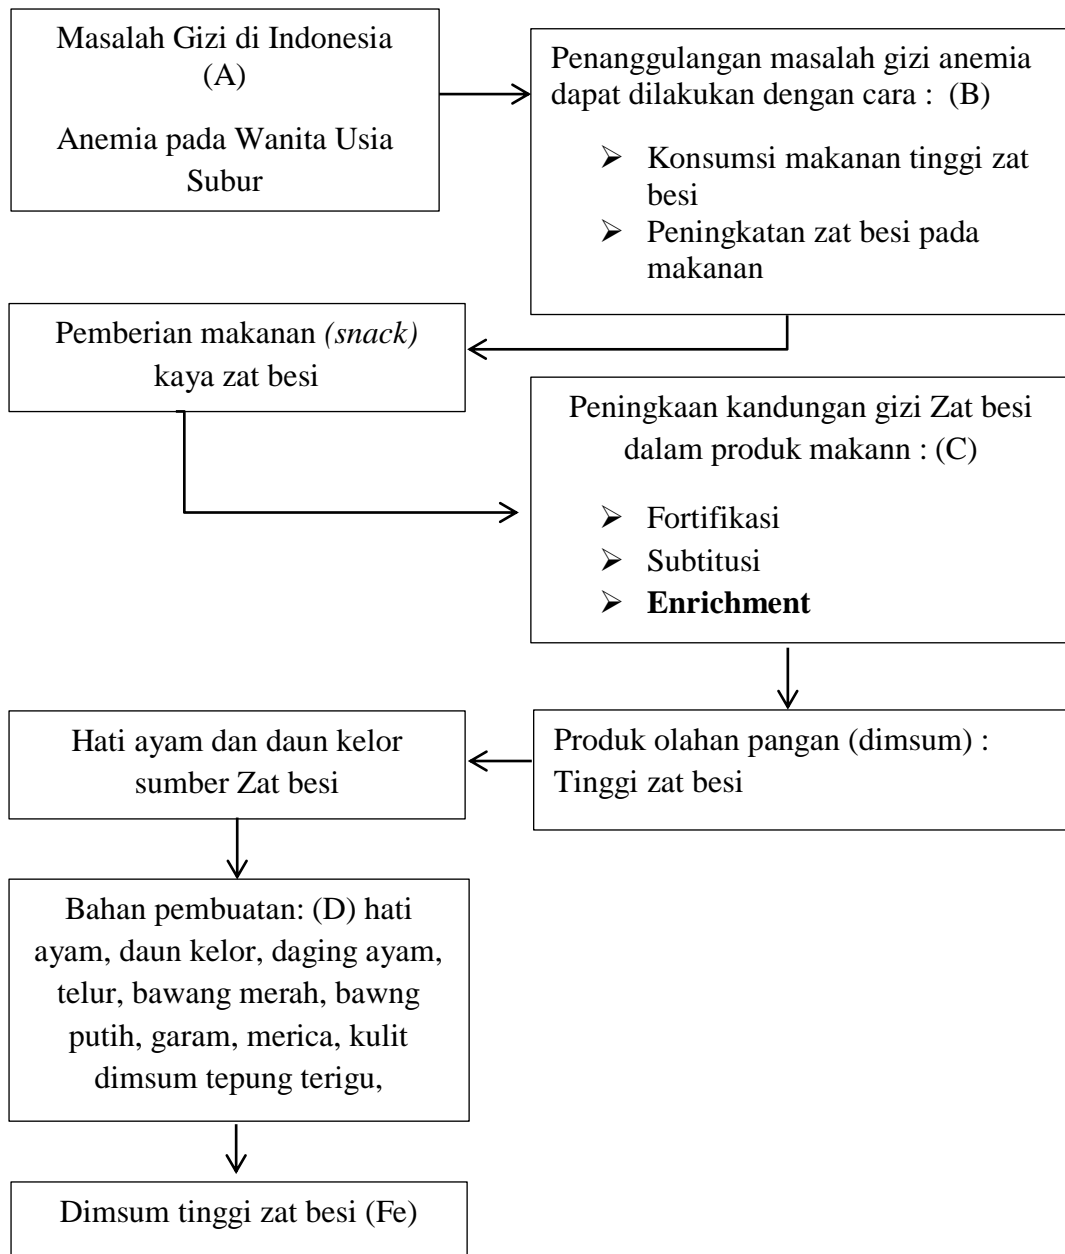 Masalah Gizi di Indonesia
(A)
Anemia pada Wanita Usia
Subur
Penanggulangan masalah gizi anemia
dapat dilakukan dengan cara : (B)
➢ Konsumsi makanan tinggi zat
besi
➢ Peningkatan zat besi pada
makanan
Pemberian makanan (snack)
kaya zat besi
Peningkaan kandungan gizi Zat besi
dalam produk makann : (C)
➢ Fortifikasi
➢ Subtitusi
➢ Enrichment
Produk olahan pangan (dimsum) :
Tinggi zat besi
Hati ayam dan daun kelor
sumber Zat besi
Bahan pembuatan: (D) hati
ayam, daun kelor, daging ayam,
telur, bawang merah, bawng
putih, garam, merica, kulit
dimsum tepung terigu,
Dimsum tinggi zat besi (Fe)